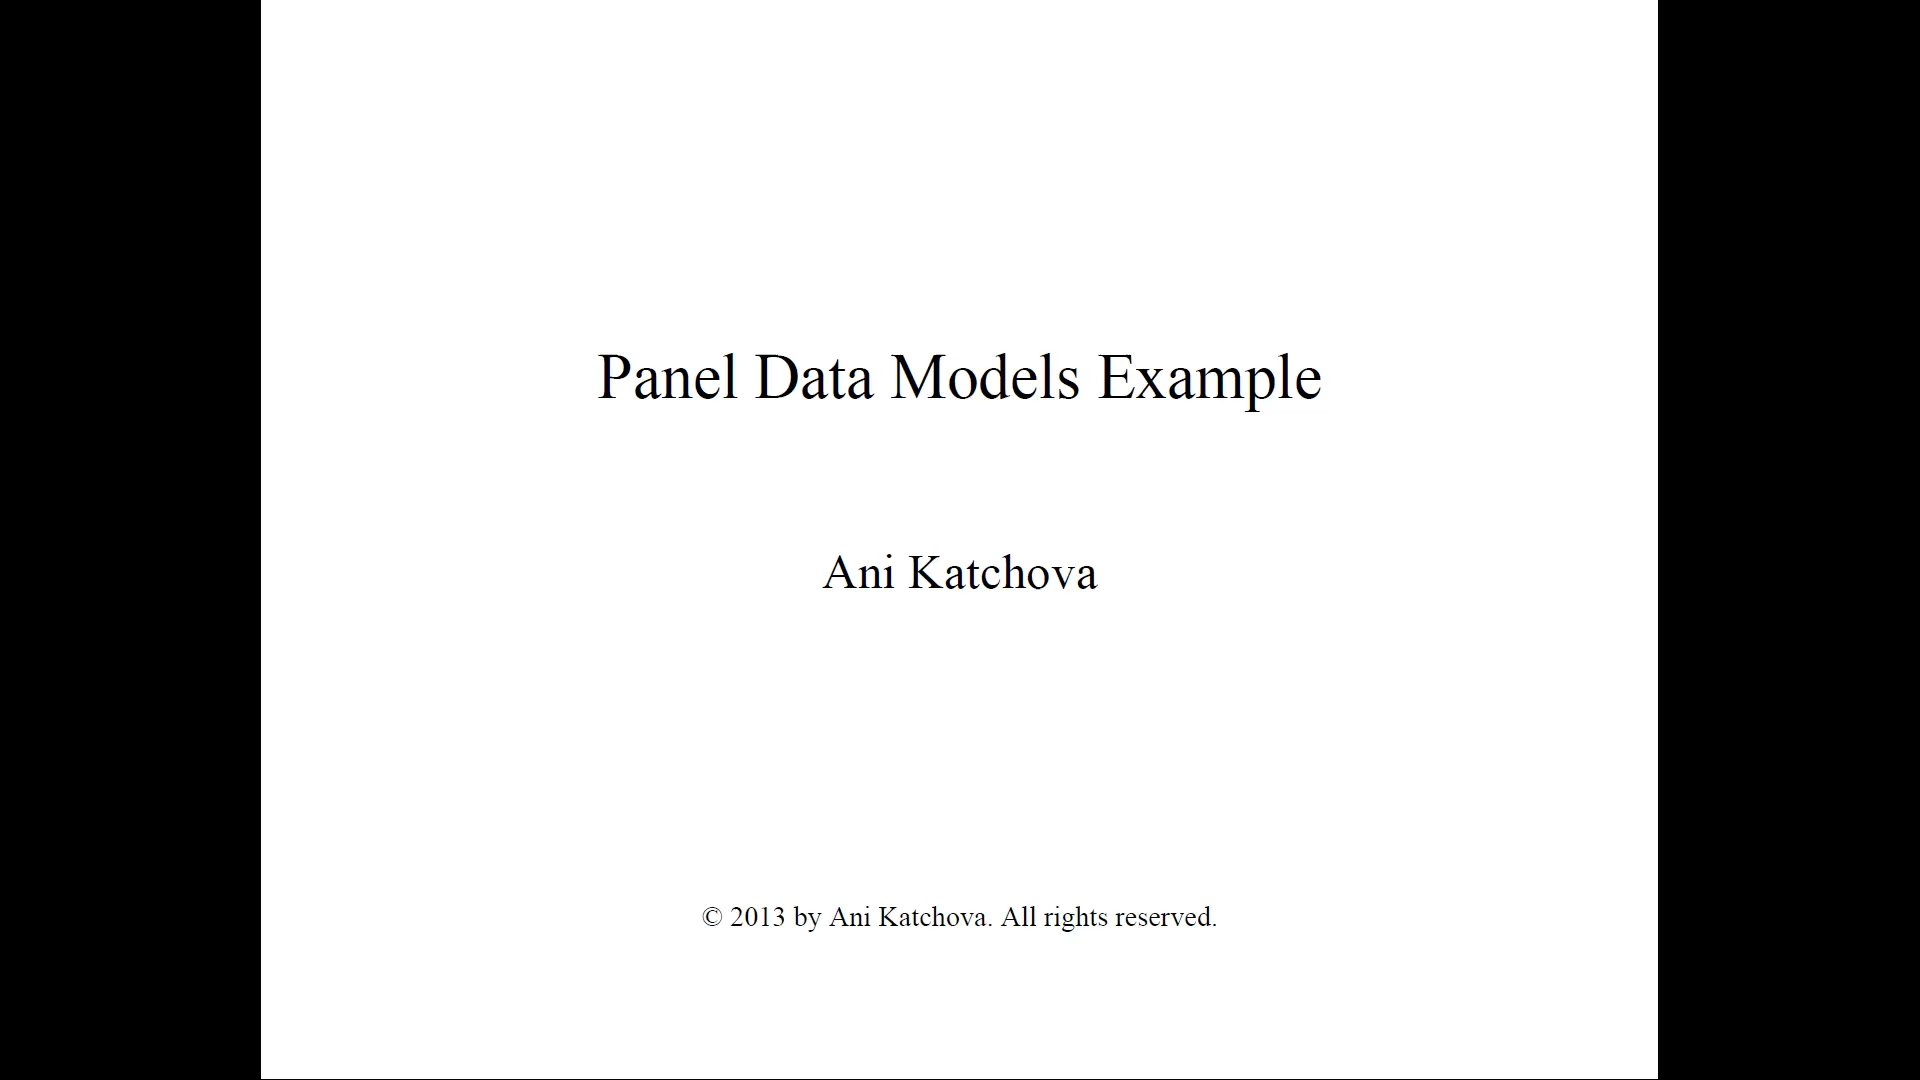 Panel Data Models Example
Ani Katchova
© 2013 by Ani Katchova. All rights reserved.